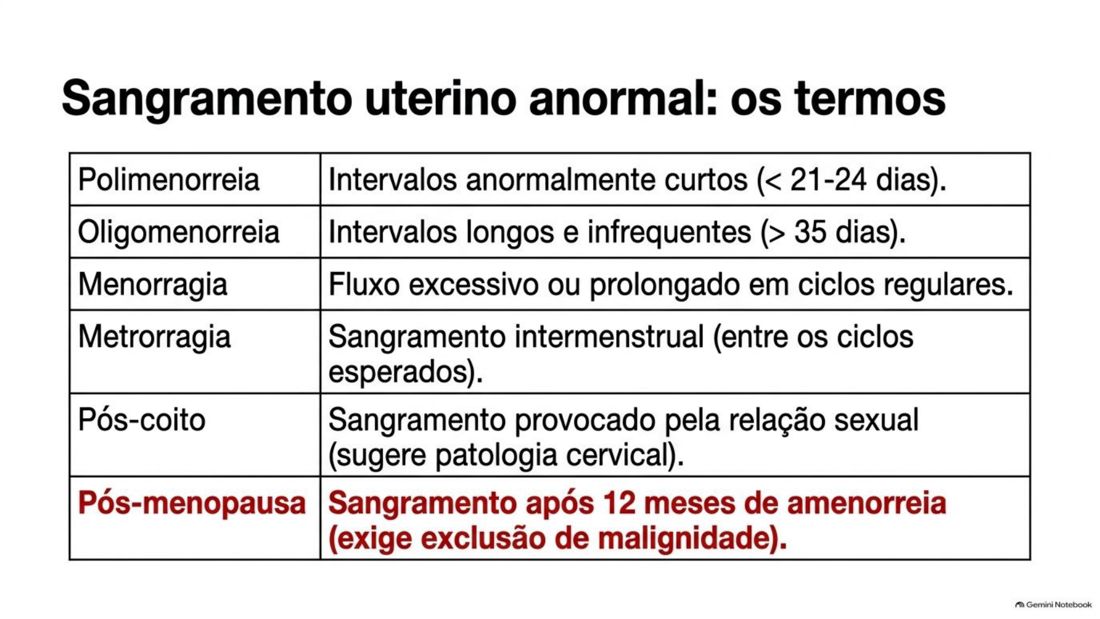 Sangramento uterino anormal: os termos
Polimenorreia
Intervalos anormalmente curtos (< 21-24 dias).
Oligomenorreia
Intervalos longos e infrequentes (> 35 dias).
Menorragia
Fluxo excessivo ou prolongado em ciclos regulares.
Metrorragia
Sangramento intermenstrual (entre os ciclos
esperados).
Pós-coito
Sangramento provocado pela relação sexual
(sugere patologia cervical).
Pós-menopausa
Sangramento após 12 meses de amenorreia
(exige exclusão de malignidade).
Gemini Notebook